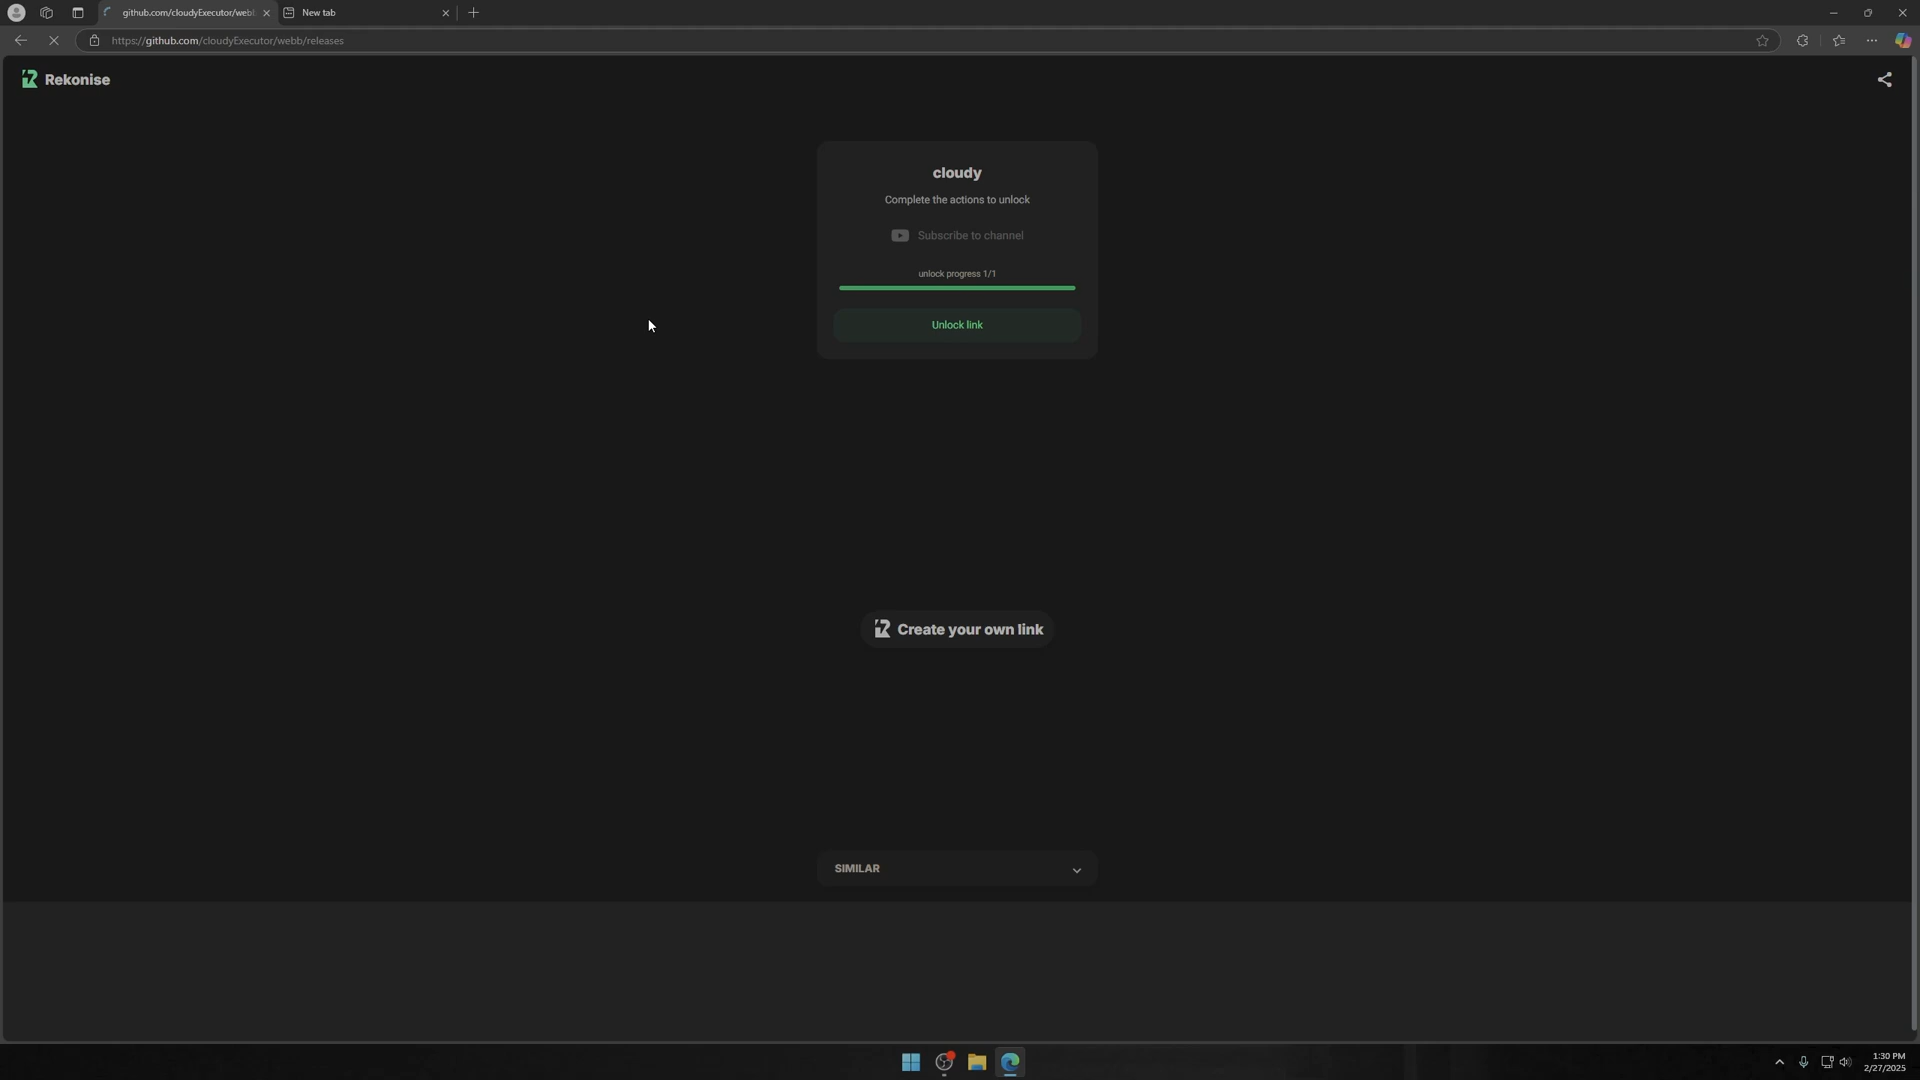 github.com/cloudyExecutor/web
New tab
https://github.com/cloudyExecutor/webb/releases
Rekonise
cloudy
Complete the actions to unlock
Subscribe to channel
unlock progress 1/1
Unlock link
Create your own link
SIMILAR
1:30 PM
2/27/2025